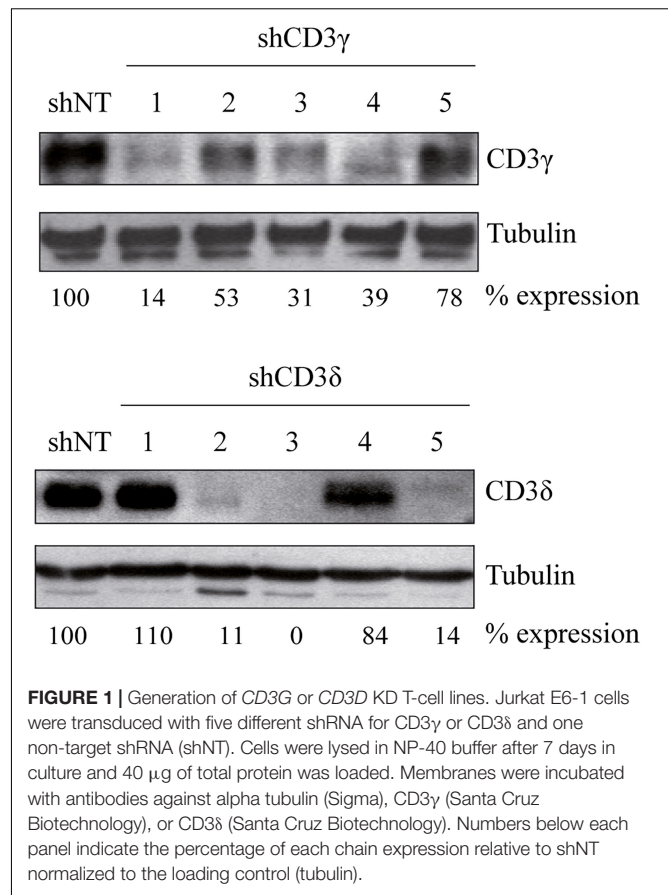 shCD3γ
shNT 1 2 3 4 5
CD3γ
Tubulin
100 14 53 31 39 78 % expression
shCD3δ
shNT 1 2 3 4 5
CD3δ
Tubulin
100 110 11 0 84 14 % expression
FIGURE 1 | Generation of CD3G or CD3D KD T-cell lines. Jurkat E6-1 cells
were transduced with five different shRNA for CD3γ or CD3δ and one
non-target shRNA (shNT). Cells were lysed in NP-40 buffer after 7 days in
culture and 40 μg of total protein was loaded. Membranes were incubated
with antibodies against alpha tubulin (Sigma), CD3γ (Santa Cruz
Biotechnology), or CD3δ (Santa Cruz Biotechnology). Numbers below each
panel indicate the percentage of each chain expression relative to shNT
normalized to the loading control (tubulin).